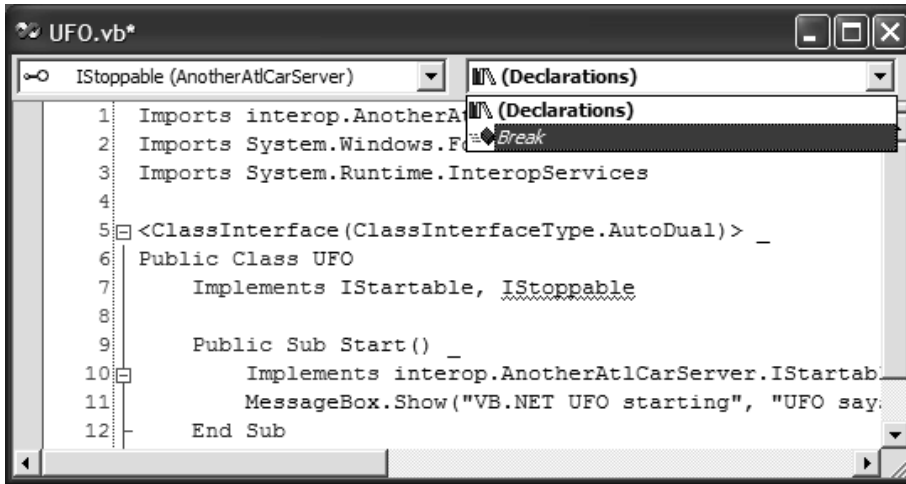 UFO.vb*
IStoppable (AnotherAtlCarServer) (Declarations)
(Declarations)
Break
1 Imports interop.AnotherA
2 Imports System.Windows.Fo
3 Imports System.Runtime.InteropServices
4
5 <ClassInterface(ClassInterfaceType.AutoDual)> _
6 Public Class UFO
7 Implements IStartable, IStoppable
8
9 Public Sub Start() _
10 Implements interop.AnotherAtlCarServer.IStartab
11 MessageBox.Show("VB.NET UFO starting", "UFO say
12 End Sub